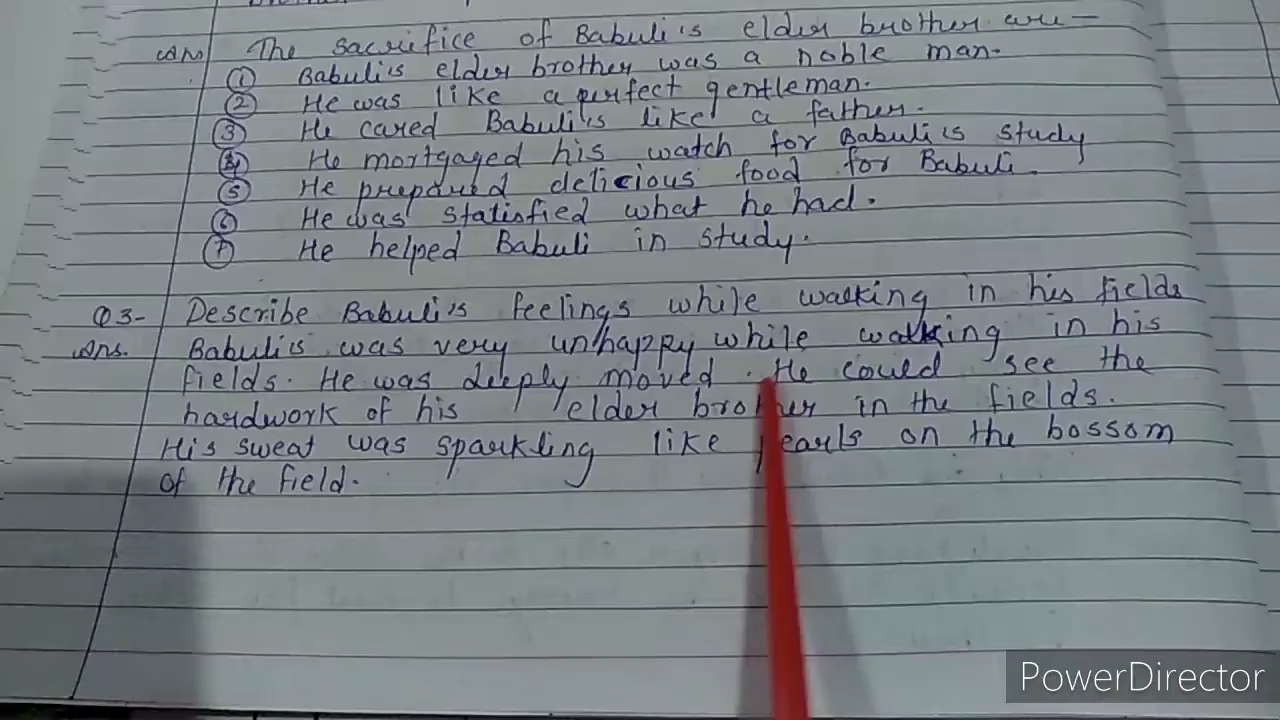 Ans The sacrifice of Babuli's elder brother are —
① Babuli's elder brother was a noble man.
② He was like a perfect gentleman.
③ He cared Babuli's like a father.
④ He mortgaged his watch for Babuli's study
⑤ He prepared delicious food for Babuli.
⑥ He was statisfied what he had.
⑦ He helped Babuli in study.
Q3- Describe Babuli's feelings while walking in his fields
Ans. Babuli's was very unhappy while walking in his
fields. He was deeply moved. He could see the
hardwork of his elder brother in the fields.
His sweat was sparkling like pearls on the bossom
of the field.
PowerDirector